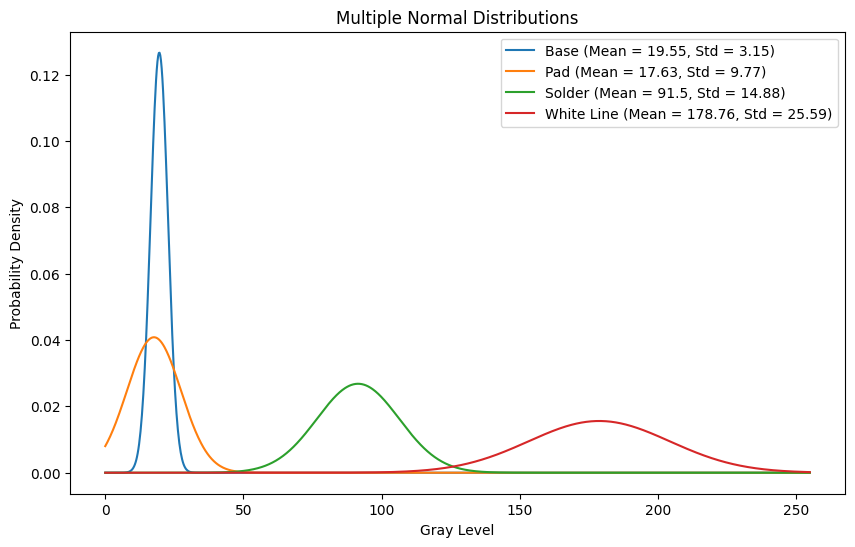 Multiple Normal Distributions
Base (Mean = 19.55, Std = 3.15)
Pad (Mean = 17.63, Std = 9.77)
Solder (Mean = 91.5, Std = 14.88)
White Line (Mean = 178.76, Std = 25.59)
Probability Density
0.12
0.10
0.08
0.06
0.04
0.02
0.00
0 50 100 150 200 250
Gray Level